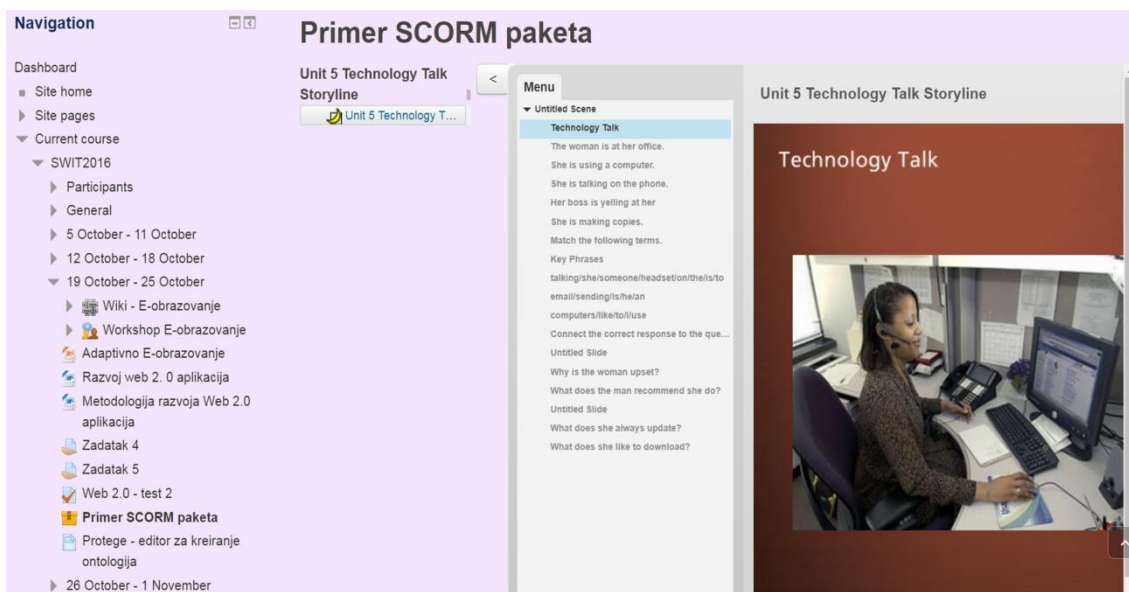 Navigation
Dashboard
Site home
Site pages
Current course
SWIT2016
Participants
General
5 October - 11 October
12 October - 18 October
19 October - 25 October
Wiki - E-obrazovanje
Workshop E-obrazovanje
Adaptivno E-obrazovanje
Razvoj web 2. 0 aplikacija
Metodologija razvoja Web 2.0
aplikacija
Zadatak 4
Zadatak 5
Web 2.0 - test 2
Primer SCORM paketa
Protege - editor za kreiranje
ontologija
26 October - 1 November
Primer SCORM paketa
Unit 5 Technology Talk
Storyline
Unit 5 Technology T...
<
Menu
Untitled Scene
Technology Talk
The woman is at her office.
She is using a computer.
She is talking on the phone.
Her boss is yelling at her
She is making copies.
Match the following terms.
Key Phrases
talking/she/someone/headset/on/the/is/to
email/sending/is/he/an
computers/like/to/I/use
Connect the correct response to the que...
Untitled Slide
Why is the woman upset?
What does the man recommend she do?
Untitled Slide
What does she always update?
What does she like to download?
Unit 5 Technology Talk Storyline
Technology Talk